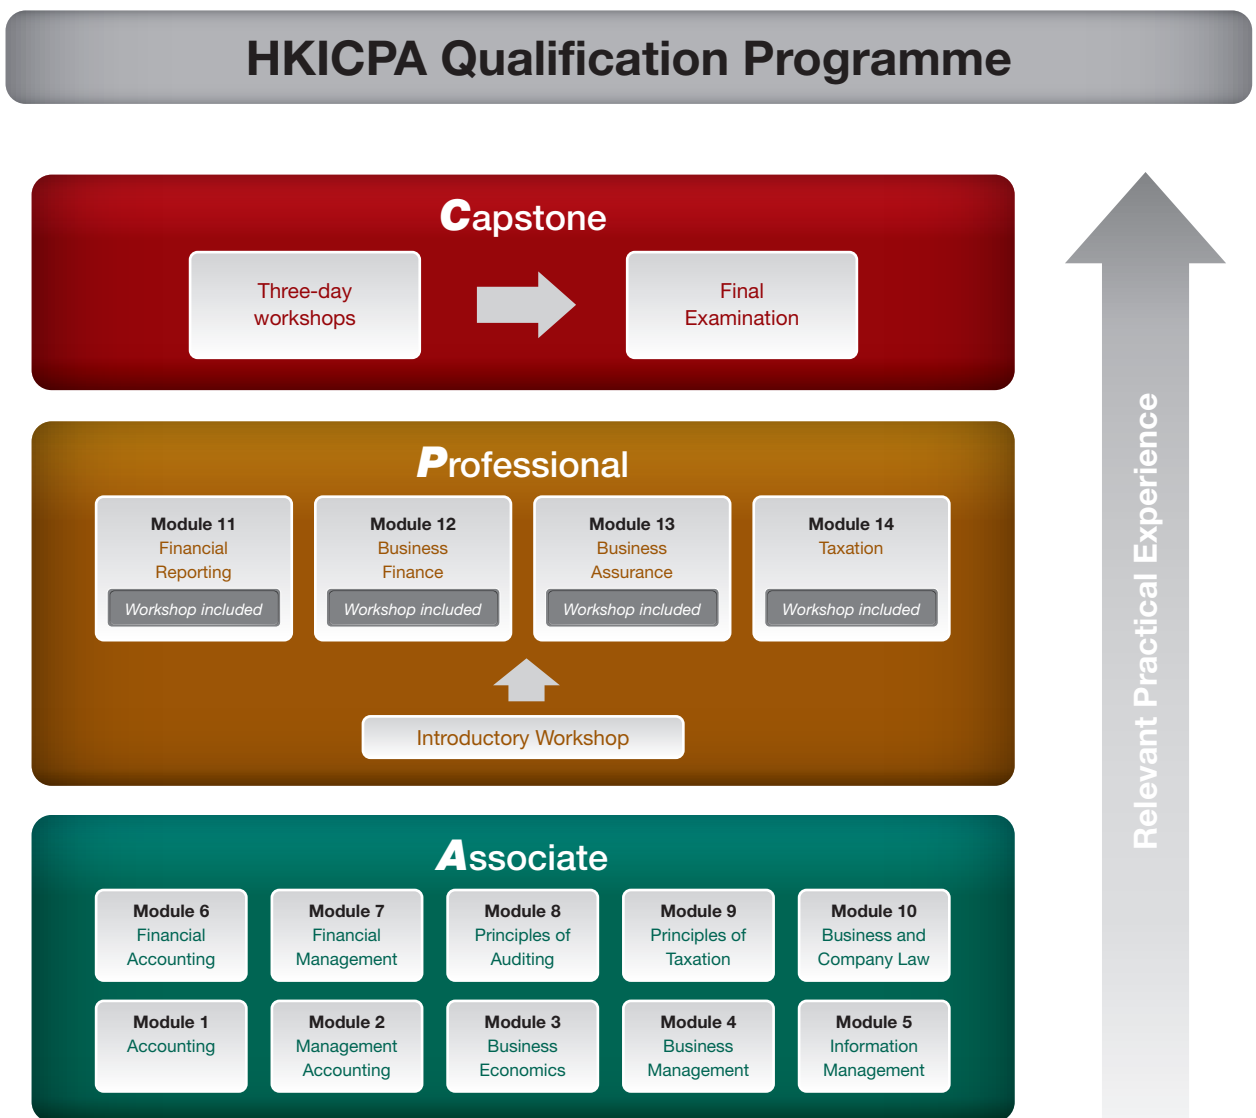 HKICPA Qualification Programme
Capstone
Three-day
workshops
Final
Examination
Professional
Module 11
Financial
Reporting
Workshop included
Module 12
Business
Finance
Workshop included
Module 13
Business
Assurance
Workshop included
Module 14
Taxation
Workshop included
Introductory Workshop
Associate
Module 6
Financial
Accounting
Module 7
Financial
Management
Module 8
Principles of
Auditing
Module 9
Principles of
Taxation
Module 10
Business and
Company Law
Module 1
Accounting
Module 2
Management
Accounting
Module 3
Business
Economics
Module 4
Business
Management
Module 5
Information
Management
Relevant Practical Experience